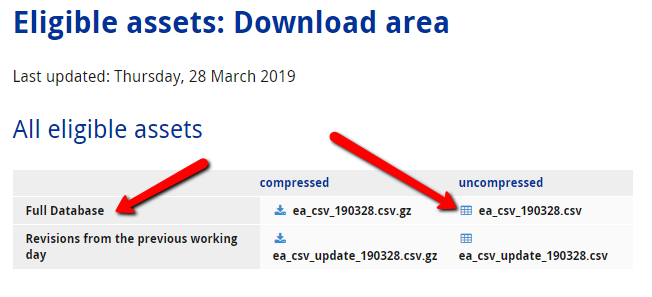 Eligible assets: Download area
Last updated: Thursday, 28 March 2019
All eligible assets
compressed uncompressed
Full Database ea_csv_190328.csv.gz ea_csv_190328.csv
Revisions from the previous working
day ea_csv_update_190328.csv.gz ea_csv_update_190328.csv